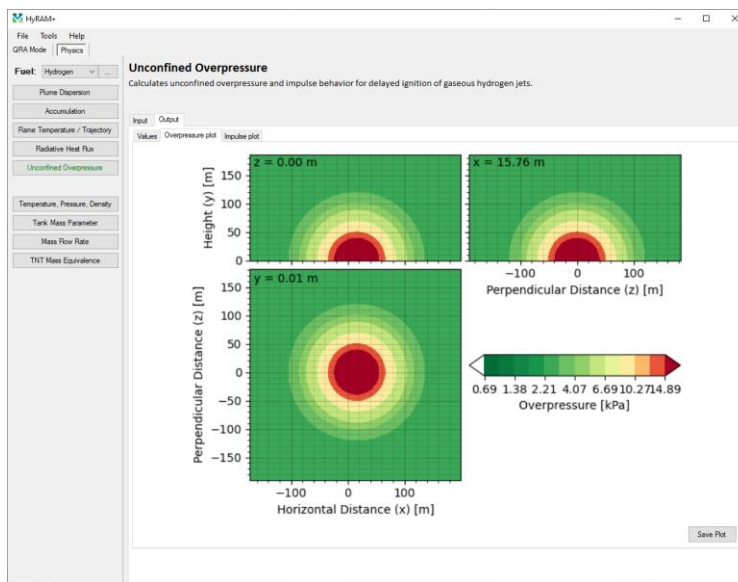 HyRAM+
File Tools Help
QRA Mode Physics
Fuel: Hydrogen ...
Unconfined Overpressure
Calculates unconfined overpressure and impulse behavior for delayed ignition of gaseous hydrogen jets.
Plume Dispersion
Accumulation
Flame Temperature / Trajectory
Radiative Heat Flux
Unconfined Overpressure
Temperature, Pressure, Density
Tank Mass Parameter
Mass Flow Rate
TNT Mass Equivalence
Input Output
Values Overpressure plot Impulse plot
z = 0.00 m
Height (y) [m]
150
100
50
0
x = 15.76 m
−100 0 100
Perpendicular Distance (z) [m]
y = 0.01 m
Perpendicular Distance (z) [m]
150
100
50
0
−50
−100
−150
−100 0 100
Horizontal Distance (x) [m]
0.69 1.38 2.21 4.07 6.69 10.27 14.89
Overpressure [kPa]
Save Plot